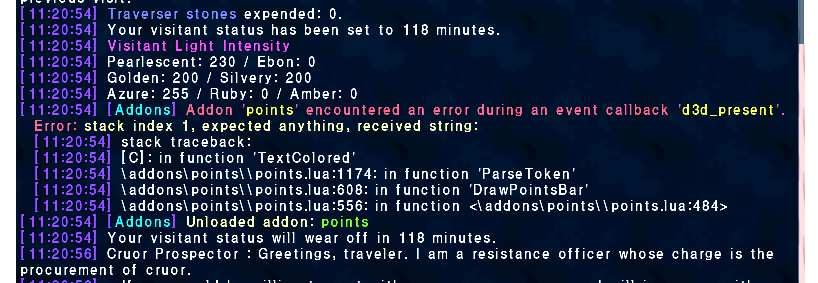 previous visit.
[11:20:54] Traverser stones expended: 0.
[11:20:54] Your visitant status has been set to 118 minutes.
[11:20:54] Visitant Light Intensity
[11:20:54] Pearlescent: 230 / Ebon: 0
[11:20:54] Golden: 200 / Silvery: 200
[11:20:54] Azure: 255 / Ruby: 0 / Amber: 0
[11:20:54] [Addons] Addon 'points' encountered an error during an event callback 'd3d_present'.
Error: stack index 1, expected anything, received string:
[11:20:54] stack traceback:
[11:20:54] [C]: in function 'TextColored'
[11:20:54] \addons\points\\points.lua:1174: in function 'ParseToken'
[11:20:54] \addons\points\\points.lua:608: in function 'DrawPointsBar'
[11:20:54] \addons\points\\points.lua:556: in function <\addons\points\\points.lua:484>
[11:20:54] [Addons] Unloaded addon: points
[11:20:54] Your visitant status will wear off in 118 minutes.
[11:20:56] Cruor Prospector : Greetings, traveler. I am a resistance officer whose charge is the
procurement of cruor.